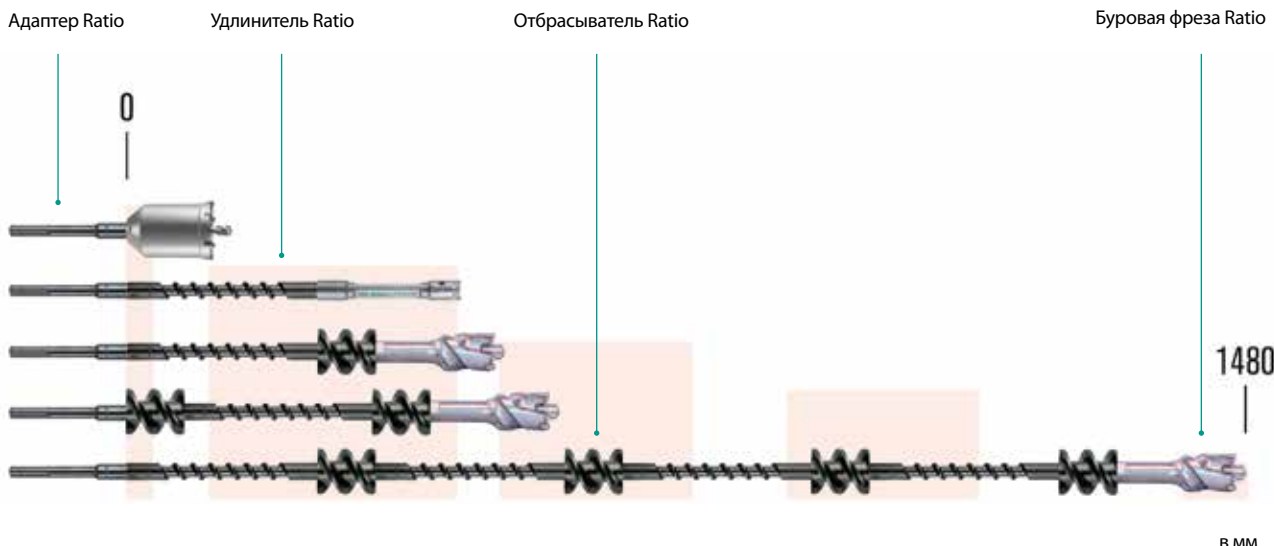 Адаптер Ratio
Удлинитель Ratio
Отбрасыватель Ratio
Буровая фреза Ratio
0
1480
в мм